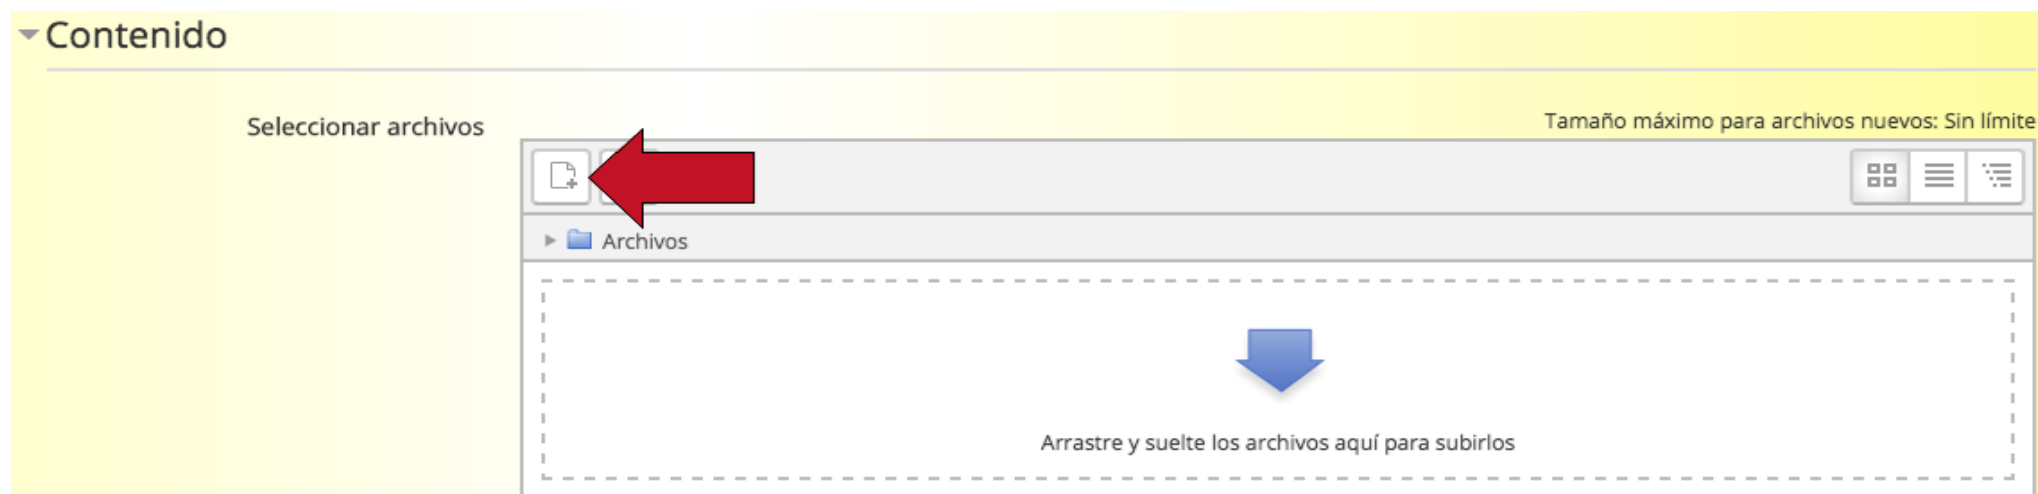 Contenido
Seleccionar archivos
Tamaño máximo para archivos nuevos: Sin límite
Archivos
Arrastre y suelte los archivos aquí para subirlos